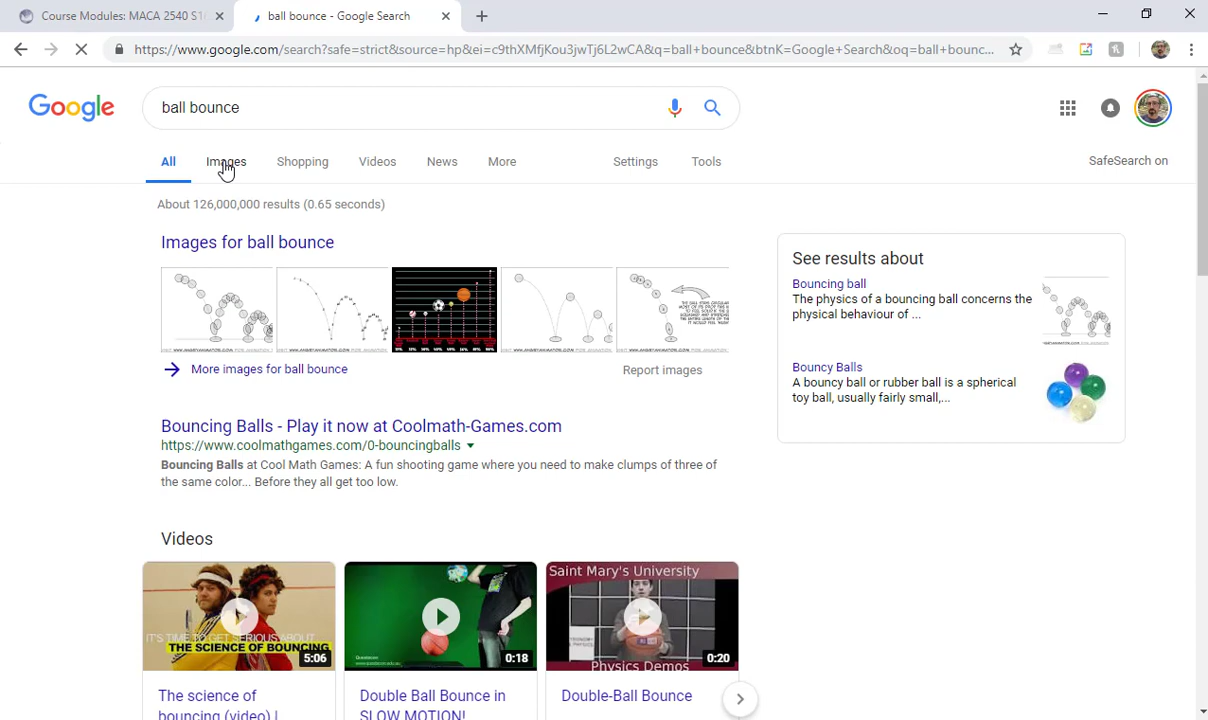 Course Modules: MACA 2540 S1
ball bounce - Google Search
https://www.google.com/search?safe=strict&source=hp&ei=c9thXMfjKou3jwTj6L2wCA&q=ball+bounce&btnK=Google+Search&oq=ball+bounc...
Google
ball bounce
All
Images
Shopping
Videos
News
More
Settings
Tools
SafeSearch on
About 126,000,000 results (0.65 seconds)
Images for ball bounce
More images for ball bounce
Report images
Bouncing Balls - Play it now at Coolmath-Games.com
https://www.coolmathgames.com/0-bouncingballs
Bouncing Balls at Cool Math Games: A fun shooting game where you need to make clumps of three of
the same color... Before they all get too low.
Videos
IT'S TIME TO GET SERIOUS ABOUT
THE SCIENCE OF BOUNCING
5:06
0:18
Saint Mary's University
Physics Demos
0:20
The science of
bouncing (video) |
Double Ball Bounce in
SLOW MOTION!
Double-Ball Bounce
See results about
Bouncing ball
The physics of a bouncing ball concerns the
physical behaviour of ...
Bouncy Balls
A bouncy ball or rubber ball is a spherical
toy ball, usually fairly small,...